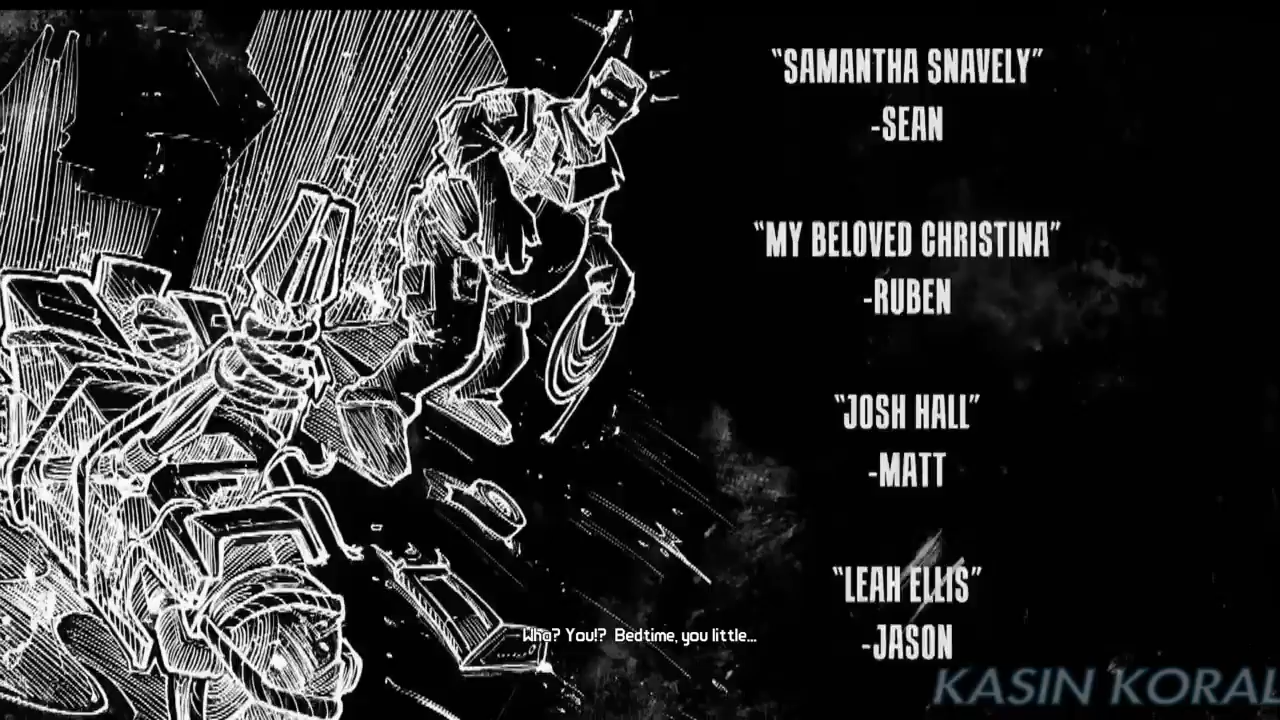 "SAMANTHA SNAVELY"
-SEAN
"MY BELOVED CHRISTINA"
-RUBEN
"JOSH HALL"
-MATT
"LEAH ELLIS"
-JASON
Wha? You!? Bedtime, you little...
KASIN KORAL